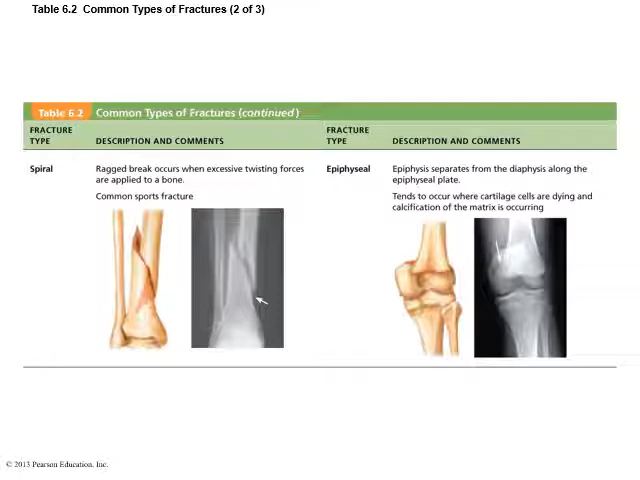 Table 6.2 Common Types of Fractures (2 of 3)
Table 6.2 Common Types of Fractures (continued)
FRACTURE TYPE
DESCRIPTION AND COMMENTS
FRACTURE TYPE
DESCRIPTION AND COMMENTS
Spiral
Ragged break occurs when excessive twisting forces
are applied to a bone.
Common sports fracture
Epiphyseal
Epiphysis separates from the diaphysis along the
epiphyseal plate.
Tends to occur where cartilage cells are dying and
calcification of the matrix is occurring
© 2013 Pearson Education, Inc.